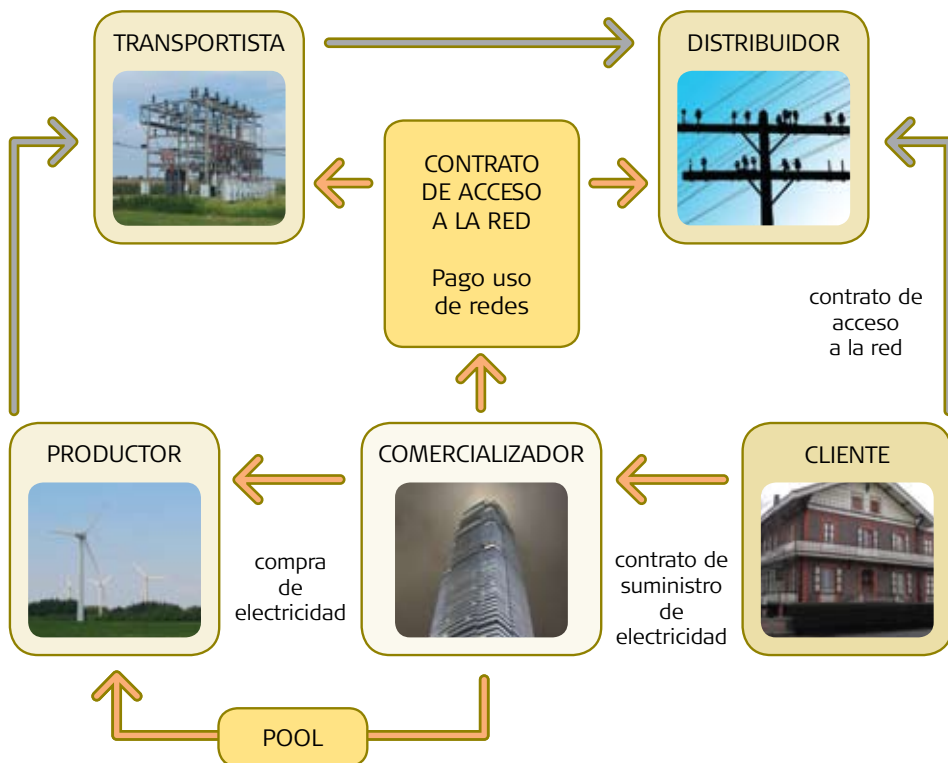 TRANSPORTISTA
DISTRIBUIDOR
CONTRATO
DE ACCESO
A LA RED
Pago uso
de redes
contrato de
acceso
a la red
PRODUCTOR
COMERCIALIZADOR
CLIENTE
compra
de
electricidad
contrato de
suministro
de
electricidad
POOL